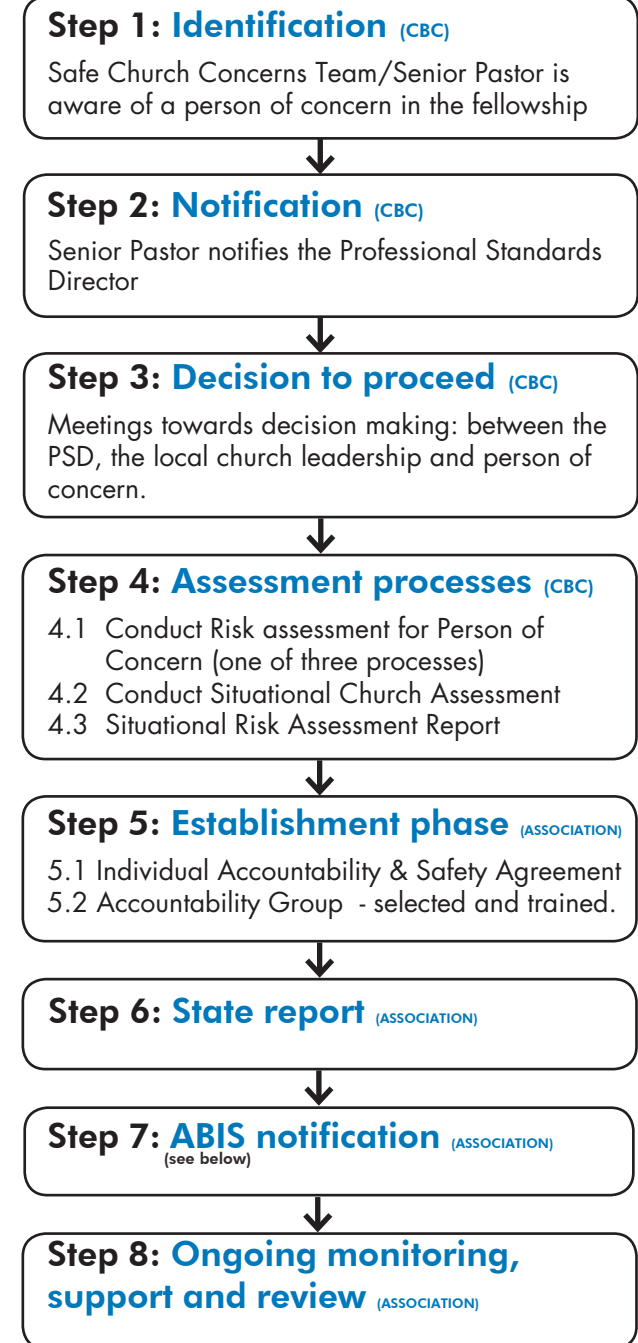 Step 1: Identification (CBC)
Safe Church Concerns Team/Senior Pastor is
aware of a person of concern in the fellowship
Step 2: Notification (CBC)
Senior Pastor notifies the Professional Standards
Director
Step 3: Decision to proceed (CBC)
Meetings towards decision making: between the
PSD, the local church leadership and person of
concern.
Step 4: Assessment processes (CBC)
4.1 Conduct Risk assessment for Person of
Concern (one of three processes)
4.2 Conduct Situational Church Assessment
4.3 Situational Risk Assessment Report
Step 5: Establishment phase (ASSOCIATION)
5.1 Individual Accountability & Safety Agreement
5.2 Accountability Group - selected and trained.
Step 6: State report (ASSOCIATION)
Step 7: ABIS notification (ASSOCIATION)
(see below)
Step 8: Ongoing monitoring,
support and review (ASSOCIATION)